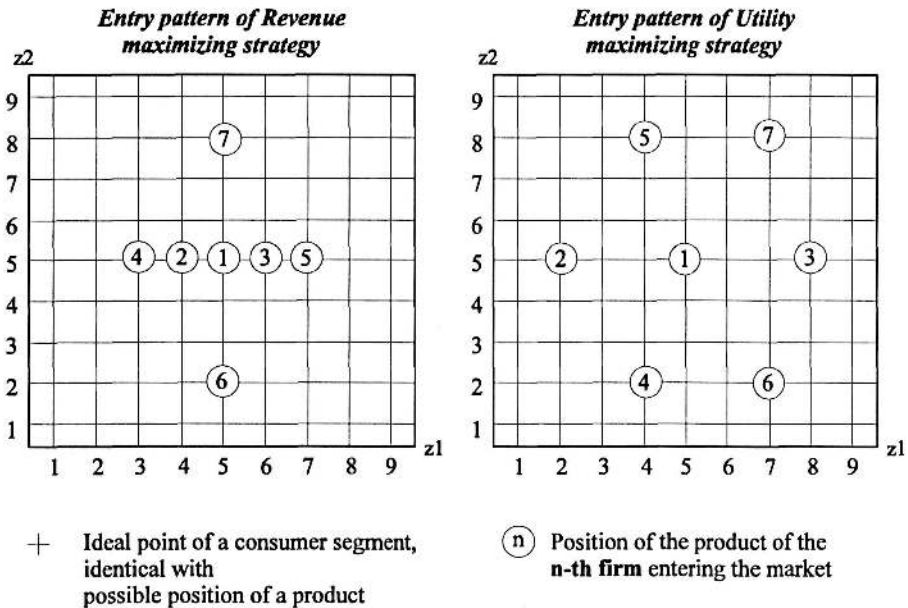 Entry pattern of Revenue
maximizing strategy
z2
9
8
7
6
5
4
3
2
1
7
4 2 1 3 5
6
z1
1 2 3 4 5 6 7 8 9
Entry pattern of Utility
maximizing strategy
z2
9
8
7
6
5
4
3
2
1
5 7
2 1 3
4 6
z1
1 2 3 4 5 6 7 8 9
Ideal point of a consumer segment,
identical with
possible position of a product
n Position of the product of the
n-th firm entering the market